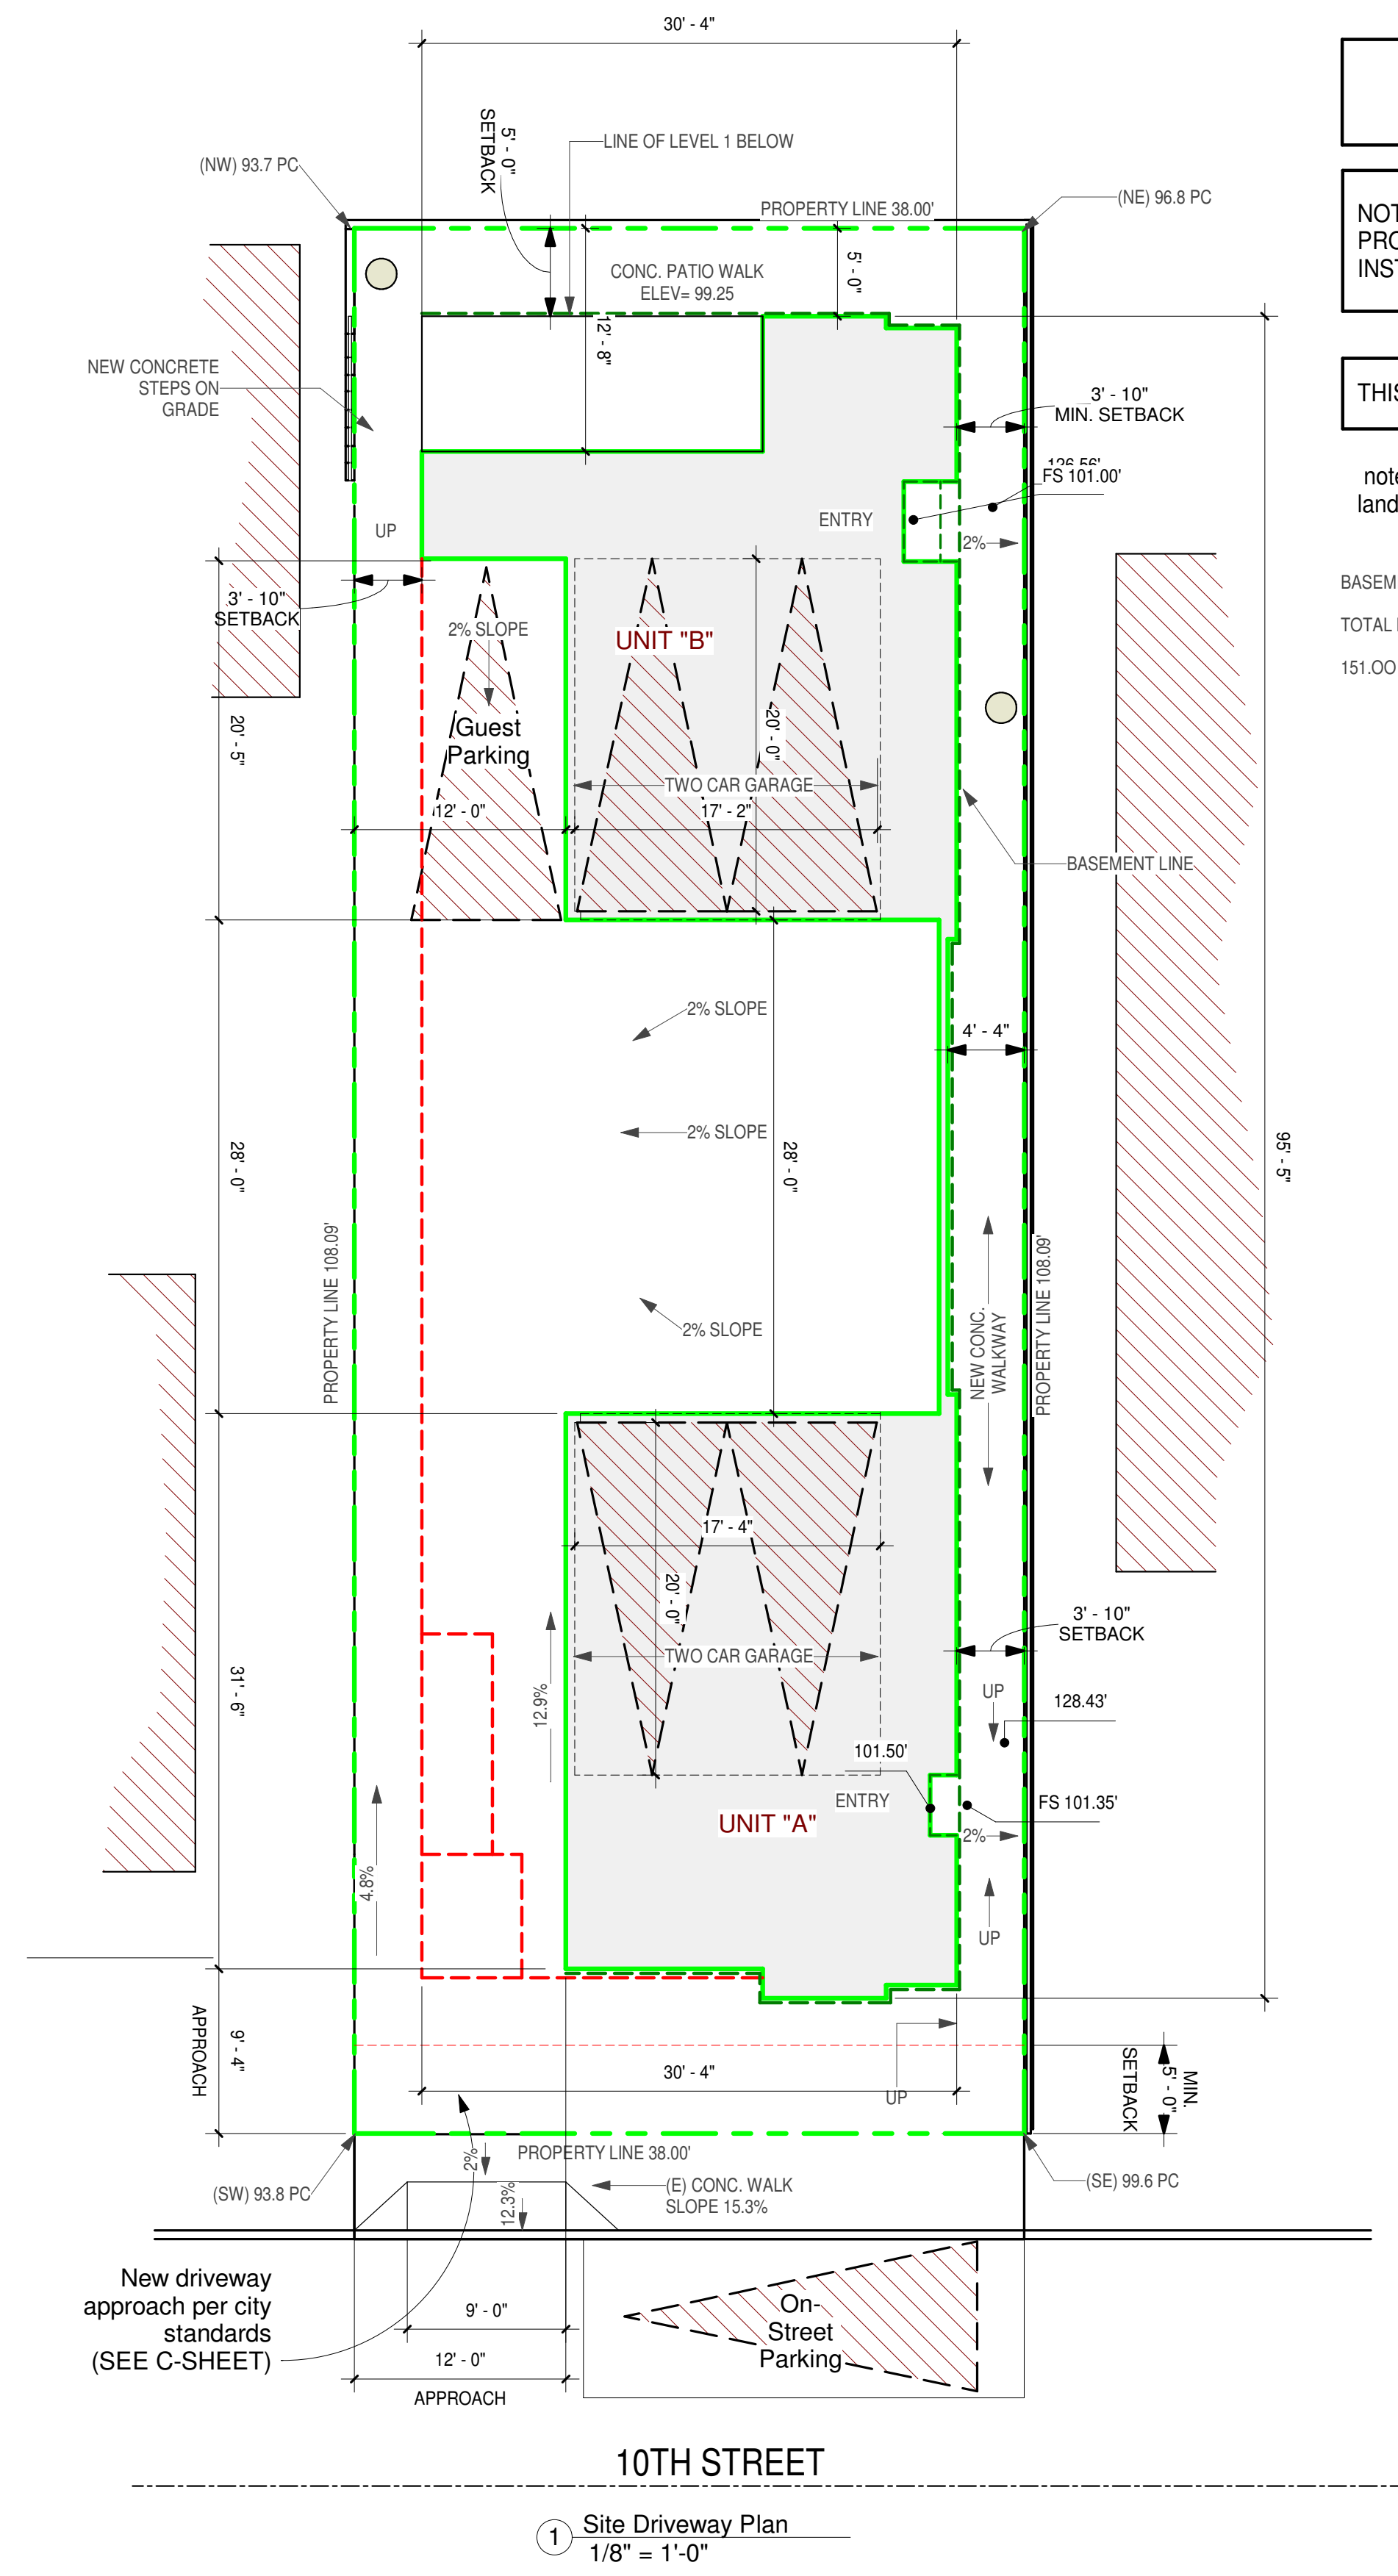 30' - 4"
5' - 0"
SETBACK
LINE OF LEVEL 1 BELOW
(NW) 93.7 PC
(NE) 96.8 PC
PROPERTY LINE 38.00'
NOT
PRO
INST
CONC. PATIO WALK
ELEV= 99.25
5' - 0"
12' - 8"
NEW CONCRETE
STEPS ON
GRADE
THIS
3' - 10"
MIN. SETBACK
126.56'
FS 101.00'
note
land
ENTRY
UP
2%
BASEM
3' - 10"
SETBACK
2% SLOPE
UNIT "B"
TOTAL
151.OO
Guest
Parking
20' - 5"
20' - 0"
TWO CAR GARAGE
12' - 0"
17' - 2"
BASEMENT LINE
2% SLOPE
4' - 4"
2% SLOPE
28' - 0"
28' - 0"
95' - 5"
PROPERTY LINE 108.09'
2% SLOPE
NEW CONC.
WALKWAY
PROPERTY LINE 108.09'
17' - 4"
20' - 0"
3' - 10"
SETBACK
TWO CAR GARAGE
31' - 6"
12.9%
UP
128.43'
101.50'
ENTRY
FS 101.35'
UNIT "A"
2%
4.8%
UP
APPROACH
9' - 4"
30' - 4"
UP
MIN.
5' - 0"
SETBACK
PROPERTY LINE 38.00'
2%
(SW) 93.8 PC
12.3%
(E) CONC. WALK
SLOPE 15.3%
(SE) 99.6 PC
New driveway
approach per city
standards
(SEE C-SHEET)
9' - 0"
12' - 0"
APPROACH
On-
Street
Parking
10TH STREET
1
Site Driveway Plan
1/8" = 1'-0"